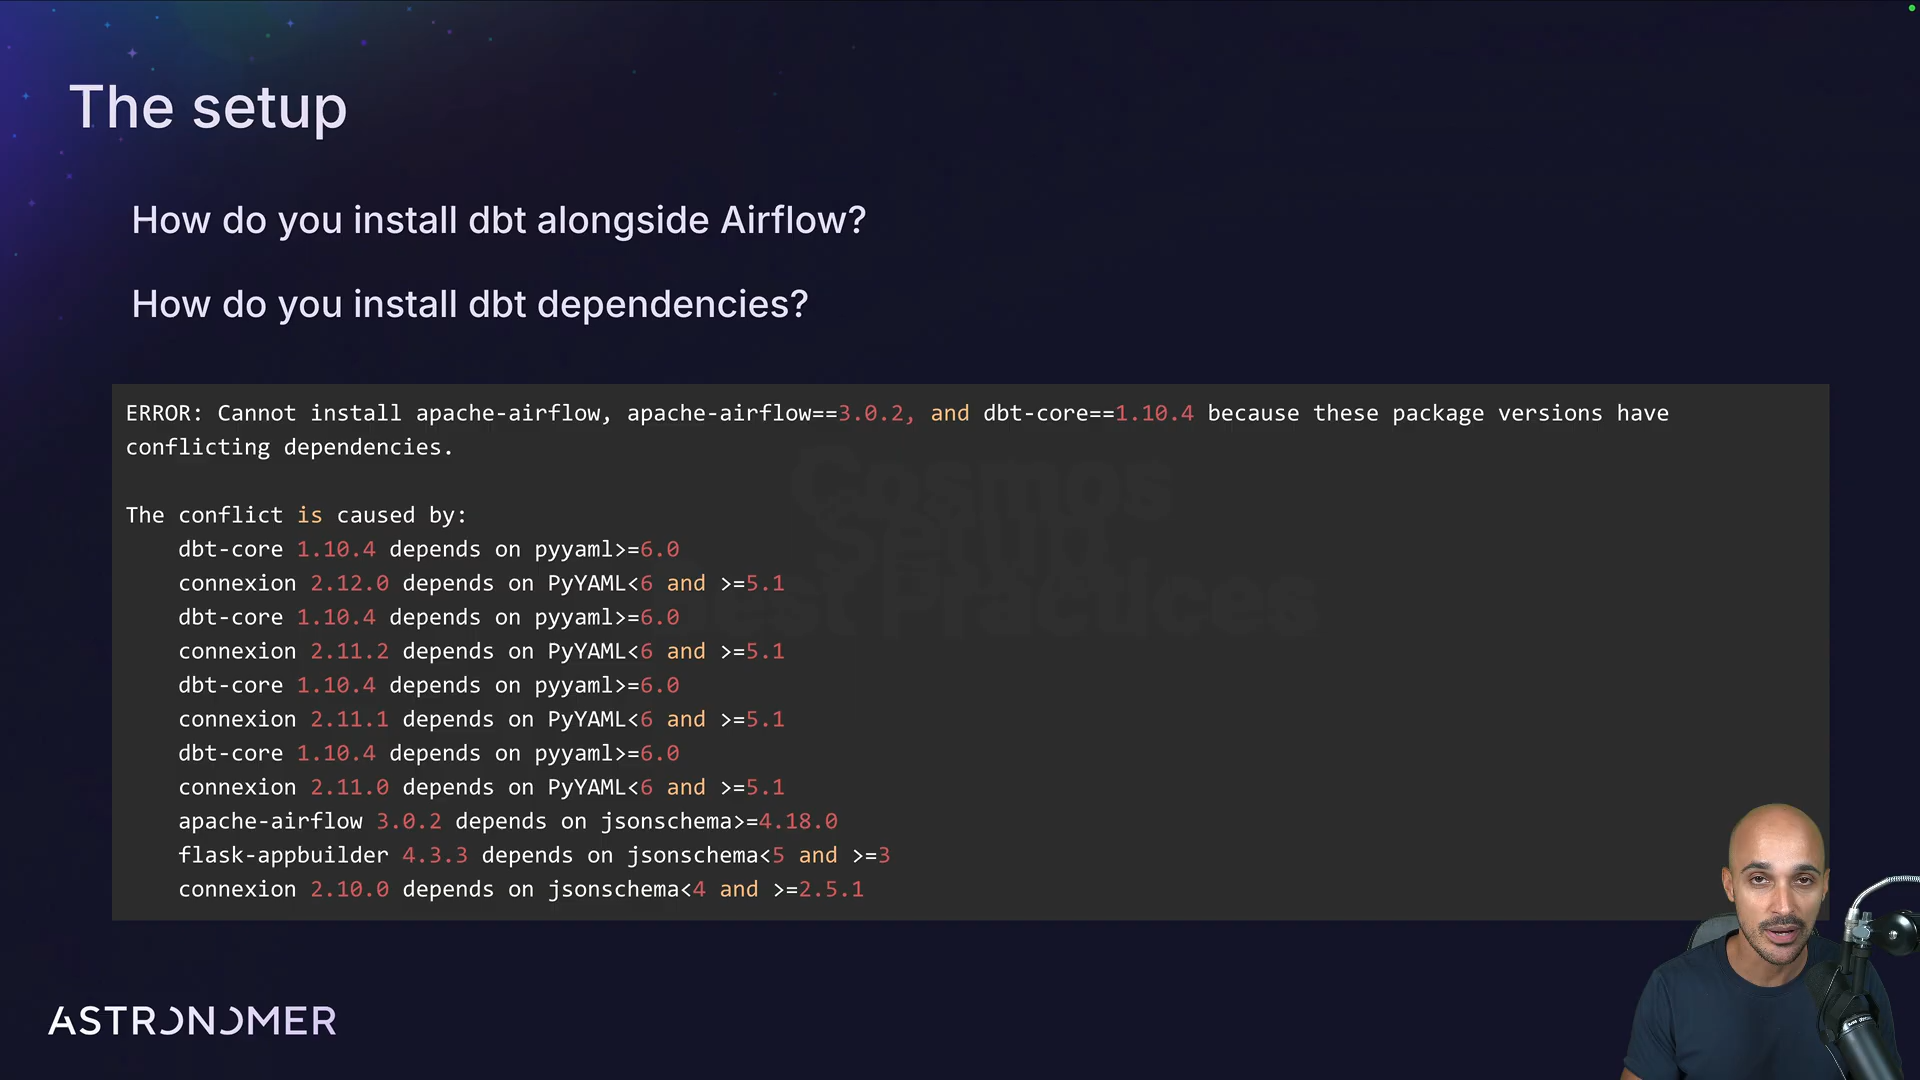 The setup
How do you install dbt alongside Airflow?
How do you install dbt dependencies?
ERROR: Cannot install apache-airflow, apache-airflow==3.0.2, and dbt-core==1.10.4 because these package versions have
conflicting dependencies.
The conflict is caused by:
dbt-core 1.10.4 depends on pyyaml>=6.0
connexion 2.12.0 depends on PyYAML<6 and >=5.1
dbt-core 1.10.4 depends on pyyaml>=6.0
connexion 2.11.2 depends on PyYAML<6 and >=5.1
dbt-core 1.10.4 depends on pyyaml>=6.0
connexion 2.11.1 depends on PyYAML<6 and >=5.1
dbt-core 1.10.4 depends on pyyaml>=6.0
connexion 2.11.0 depends on PyYAML<6 and >=5.1
apache-airflow 3.0.2 depends on jsonschema>=4.18.0
flask-appbuilder 4.3.3 depends on jsonschema<5 and >=3
connexion 2.10.0 depends on jsonschema<4 and >=2.5.1
Cosmos
Setup
Best Practices
ASTRONOMER